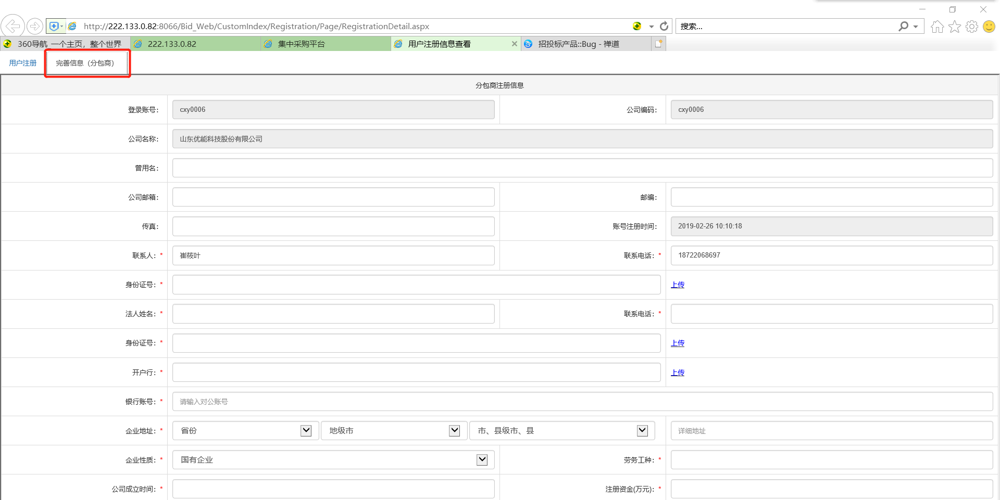 http://222.133.0.82:8066/Bid_Web/CustomIndex/Registration/Page/RegistrationDetail.aspx
搜索...
360导航_一个主页，整个世界
222.133.0.82
集中采购平台
用户注册信息查看
招投标产品::Bug - 禅道
用户注册
完善信息（分包商）
分包商注册信息
登录账号： cxy0006 公司编码： cxy0006
公司名称： 山东优能科技股份有限公司
曾用名：
公司邮箱： 邮编：
传真： 账号注册时间： 2019-02-26 10:10:18
联系人： * 崔筱叶 联系电话： * 18722068697
身份证号： * 上传
法人姓名： * 联系电话： *
身份证号： * 上传
开户行： * 上传
银行账号： * 请输入对公账号
企业地址： * 省份 地级市 市、县级市、县 详细地址
企业性质： * 国有企业 劳务工种： *
公司成立时间： * 注册资金(万元)： *